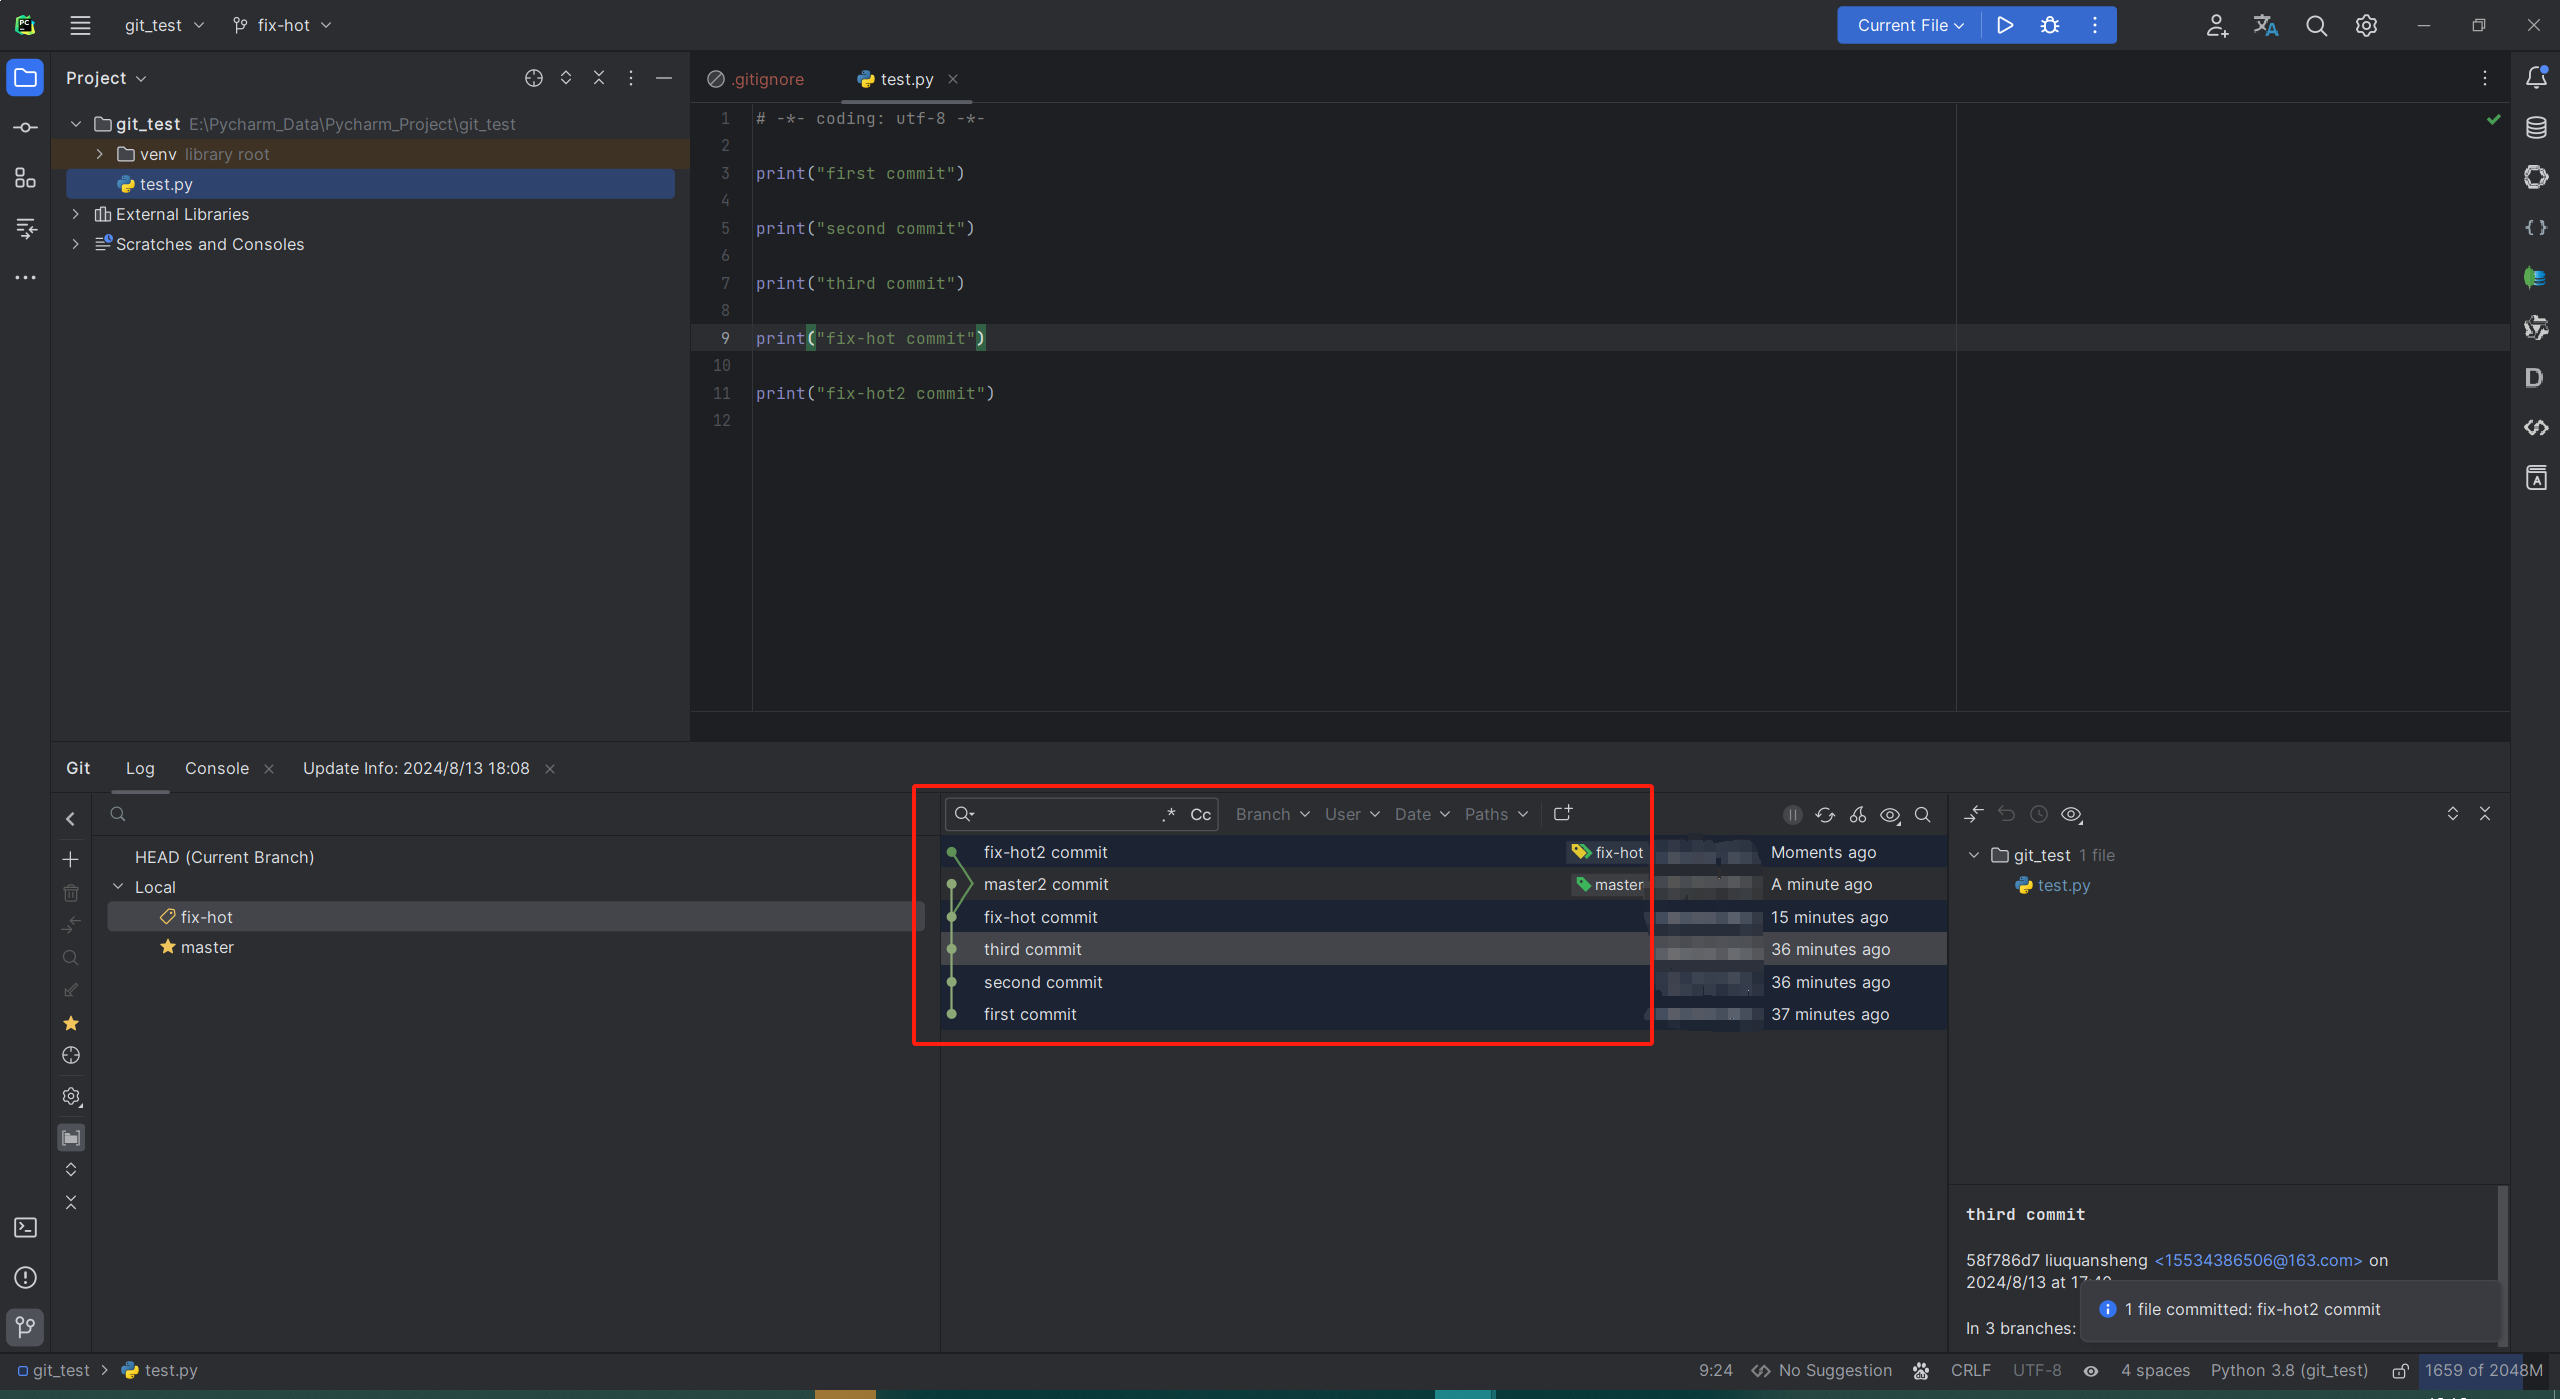 git_test
fix-hot
Current File
Project
git_test E:\Pycharm_Data\Pycharm_Project\git_test
venv library root
test.py
External Libraries
Scratches and Consoles
.gitignore
test.py
1 # -*- coding: utf-8 -*-
2
3 print("first commit")
4
5 print("second commit")
6
7 print("third commit")
8
9 print("fix-hot commit")
10
11 print("fix-hot2 commit")
12
Git Log Console Update Info: 2024/8/13 18:08
HEAD (Current Branch)
Local
fix-hot
master
.* Cc Branch User Date Paths
fix-hot2 commit fix-hot Moments ago
master2 commit master A minute ago
fix-hot commit 15 minutes ago
third commit 36 minutes ago
second commit 36 minutes ago
first commit 37 minutes ago
git_test 1 file
test.py
third commit
58f786d7 liuquansheng <15534386506@163.com> on
2024/8/13 at
In 3 branches:
1 file committed: fix-hot2 commit
git_test > test.py
9:24 No Suggestion CRLF UTF-8 4 spaces Python 3.8 (git_test) 1659 of 2048M